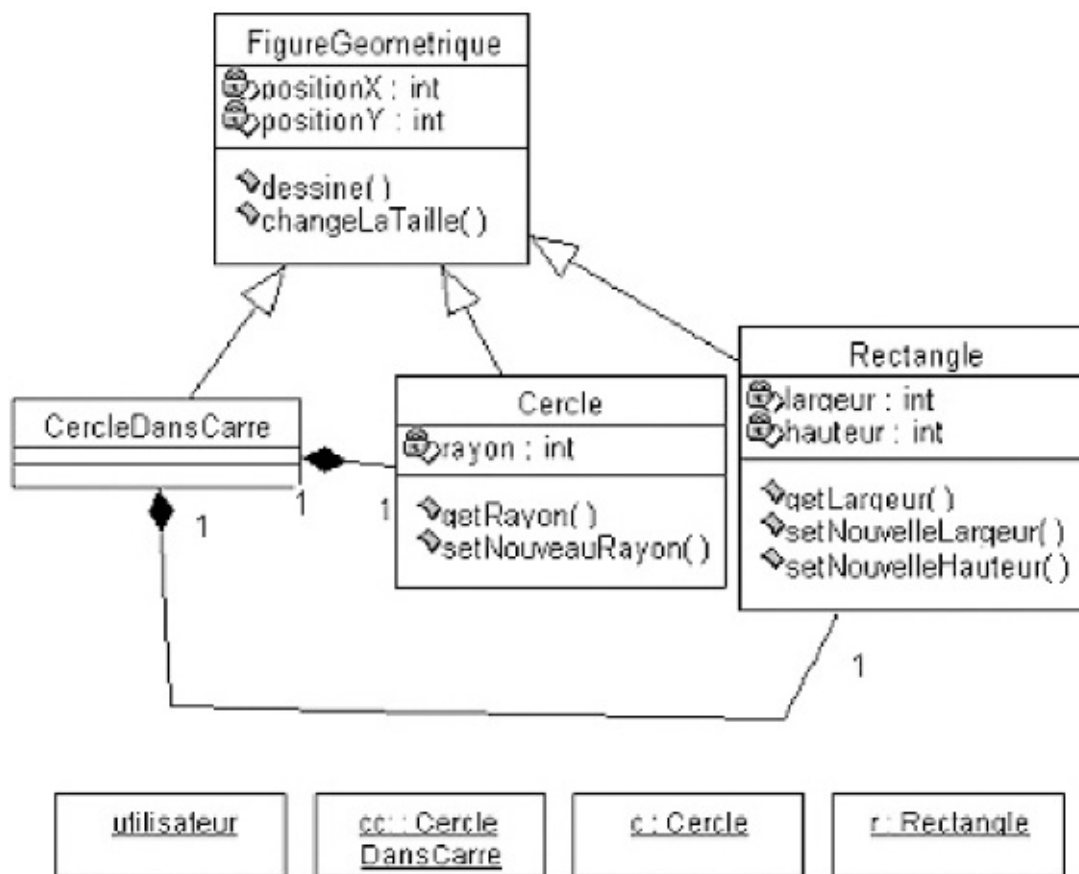 FigureGeometrique
positionX : int
positionY : int
dessine()
changeLaTaille()
CercleDansCarre
Cercle
rayon : int
getRayon()
setNouveauRayon()
Rectangle
largeur : int
hauteur : int
getLargeur()
setNouvelleLargeur()
setNouvelleHauteur()
1
1
1
1
utilisateur
cc : Cercle
DansCarre
c : Cercle
r : Rectangle